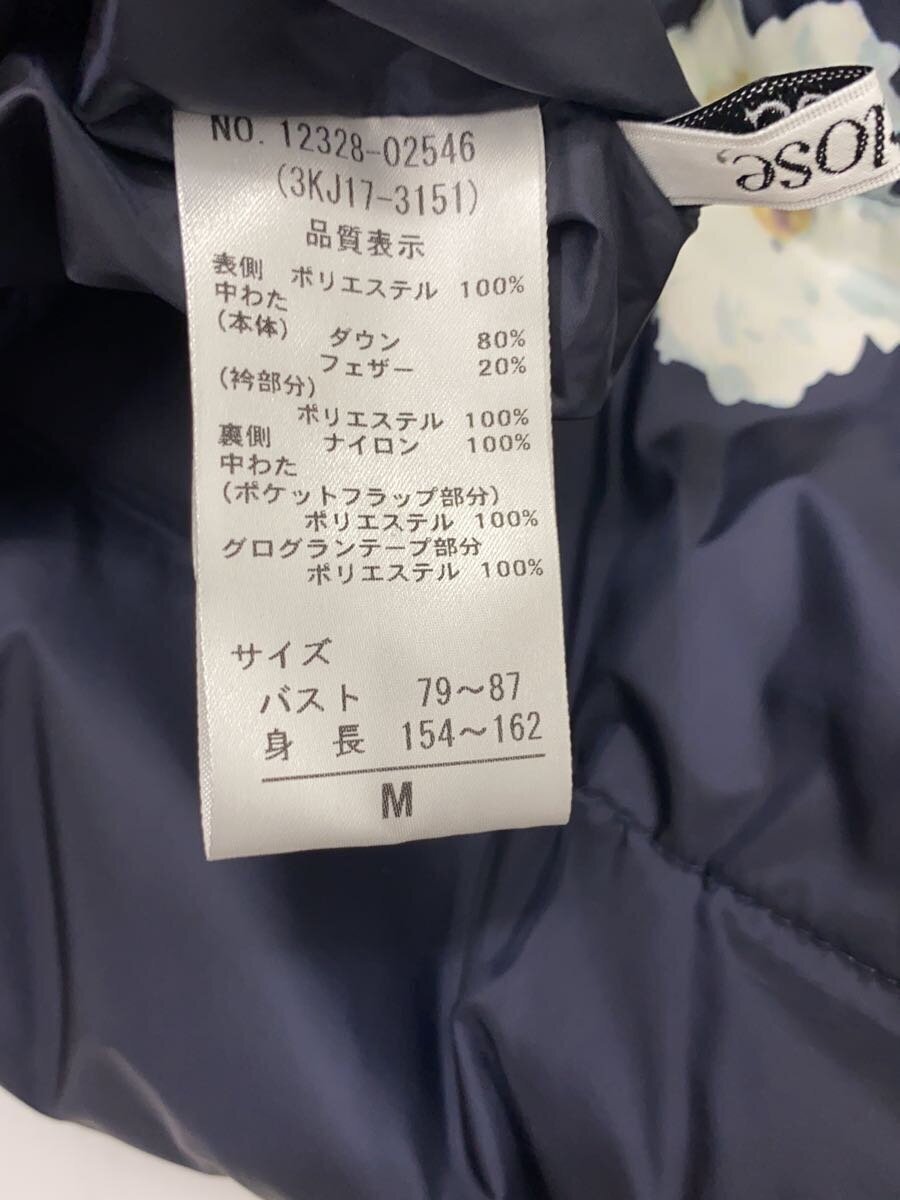 NO. 12328-02546
(3KJ17-3151)
品質表示
表側 ポリエステル 100%
中わた
(本体) ダウン 80%
フェザー 20%
(衿部分)
ポリエステル 100%
裏側 ナイロン 100%
中わた
(ポケットフラップ部分)
ポリエステル 100%
グログランテープ部分
ポリエステル 100%
サイズ
バスト 79〜87
身 長 154〜162
M